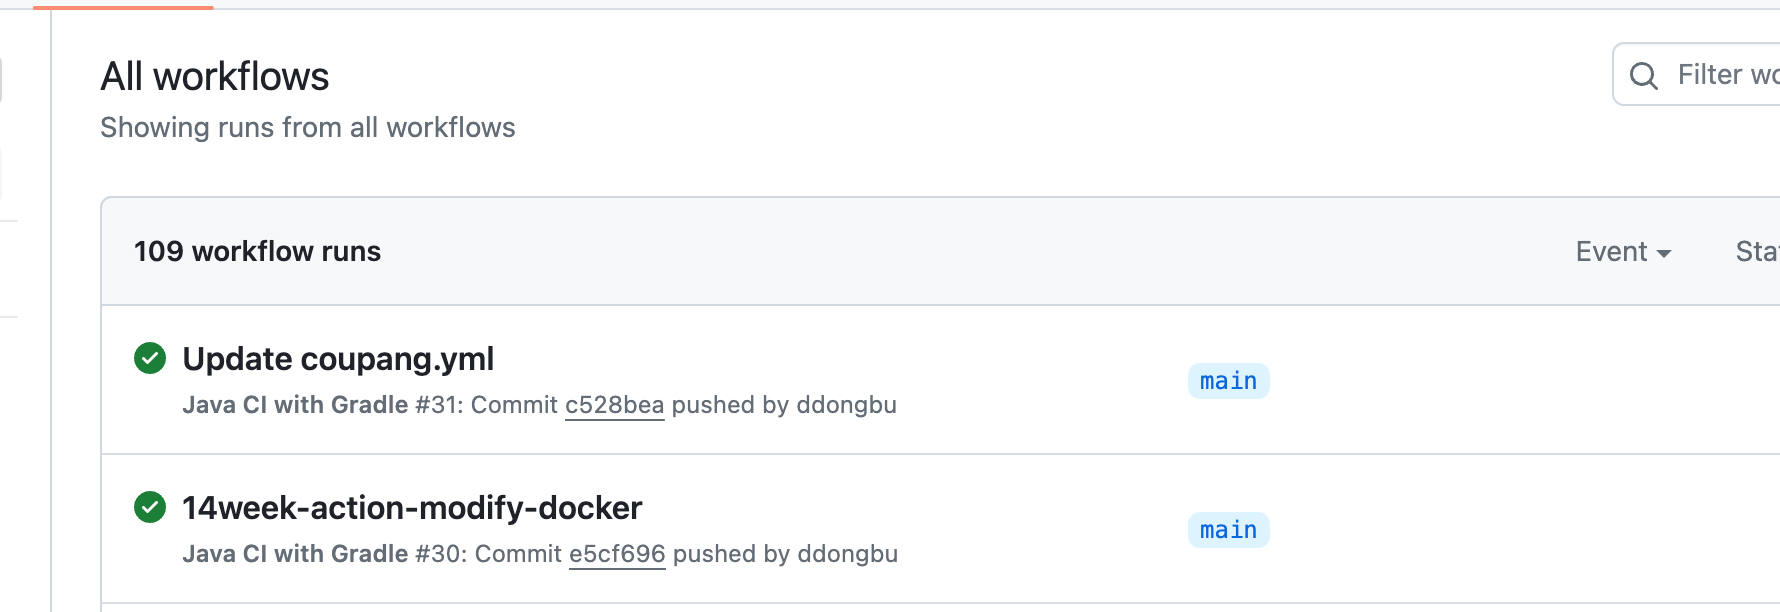 All workflows
Filter
Showing runs from all workflows
109 workflow runs
Event
Update coupang.yml
main
Java CI with Gradle #31: Commit c528bea pushed by ddongbu
14week-action-modify-docker
main
Java CI with Gradle #30: Commit e5cf696 pushed by ddongbu